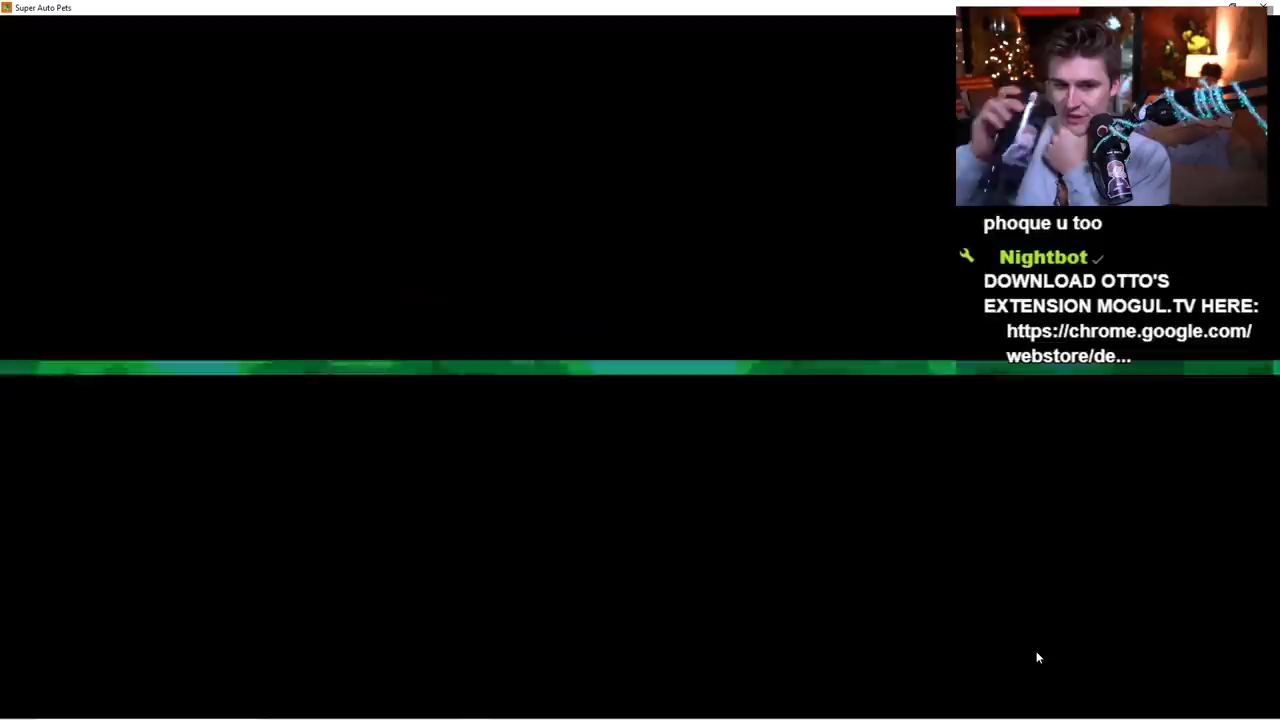 Super Auto Pets
phoque u too
Nightbot
DOWNLOAD OTTO'S
EXTENSION MOGUL.TV HERE:
https://chrome.google.com/
webstore/de...